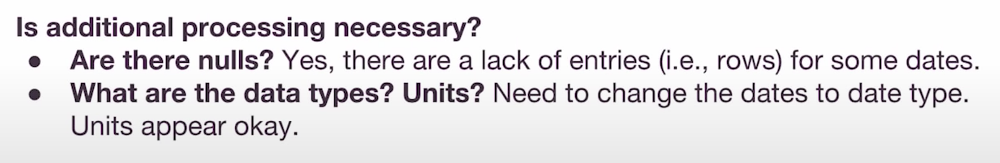 Is additional processing necessary?
● Are there nulls? Yes, there are a lack of entries (i.e., rows) for some dates.
● What are the data types? Units? Need to change the dates to date type.
Units appear okay.